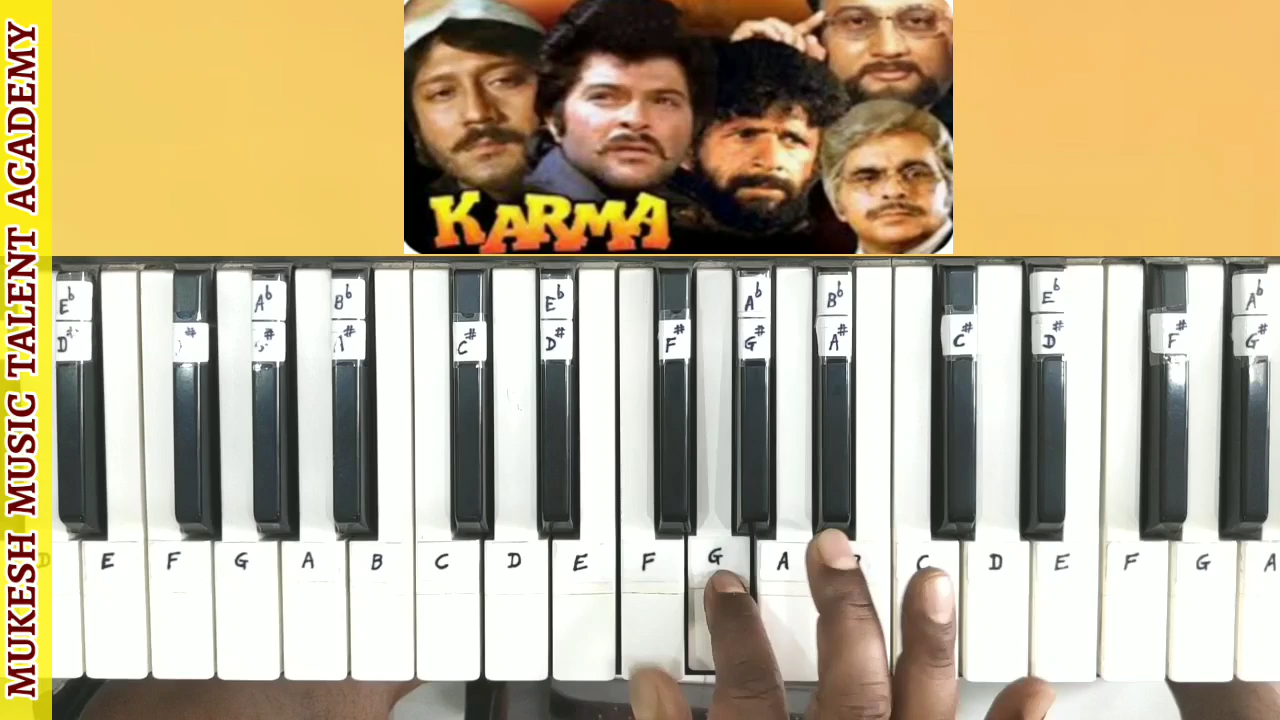 MUKESH MUSIC TALENT ACADEMY
KARMA
E♭ A♭ B♭ E♭ A♭ B♭ E♭ A♭
D# # # # C# D# F# G# A# C# D# F# G#
D E F G A B C D E F G A C D E F G A